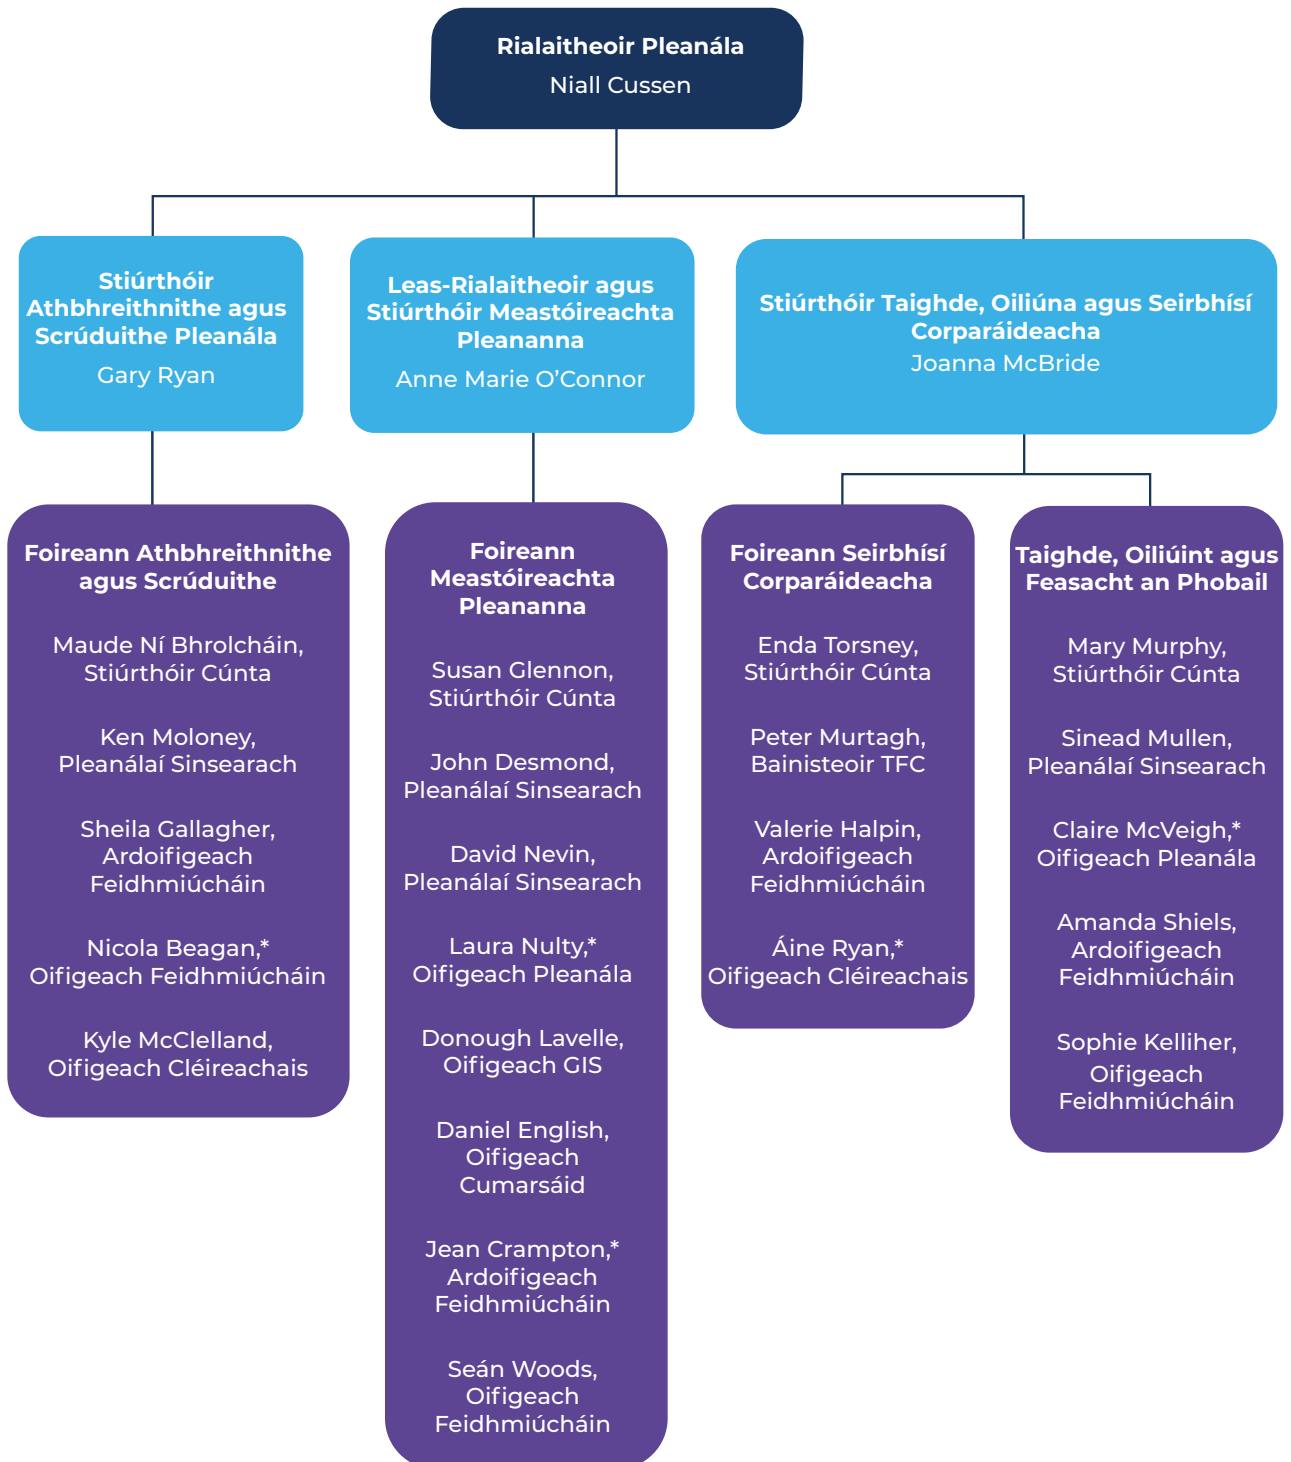 Rialaitheoir Pleanála
Niall Cussen
Stiúrthóir
Athbhreithnithe agus
Scrúduithe Pleanála
Gary Ryan
Leas-Rialaitheoir agus
Stiúrthóir Meastóireachta
Pleananna
Anne Marie O’Connor
Stiúrthóir Taighde, Oiliúna agus Seirbhísí
Corparáideacha
Joanna McBride
Foireann Athbhreithnithe
agus Scrúduithe
Maude Ní Bhrolcháin,
Stiúrthóir Cúnta
Ken Moloney,
Pleanálaí Sinsearach
Sheila Gallagher,
Ardoifigeach
Feidhmiúcháin
Nicola Beagan,*
Oifigeach Feidhmiúcháin
Kyle McClelland,
Oifigeach Cléireachais
Foireann
Meastóireachta
Pleananna
Susan Glennon,
Stiúrthóir Cúnta
John Desmond,
Pleanálaí Sinsearach
David Nevin,
Pleanálaí Sinsearach
Laura Nulty,*
Oifigeach Pleanála
Donough Lavelle,
Oifigeach GIS
Daniel English,
Oifigeach
Cumarsáid
Jean Crampton,*
Ardoifigeach
Feidhmiúcháin
Seán Woods,
Oifigeach
Feidhmiúcháin
Foireann Seirbhísí
Corparáideacha
Enda Torsney,
Stiúrthóir Cúnta
Peter Murtagh,
Bainisteoir TFC
Valerie Halpin,
Ardoifigeach
Feidhmiúcháin
Áine Ryan,*
Oifigeach Cléireachais
Taighde, Oiliúint agus
Feasacht an Phobail
Mary Murphy,
Stiúrthóir Cúnta
Sinead Mullen,
Pleanálaí Sinsearach
Claire McVeigh,*
Oifigeach Pleanála
Amanda Shiels,
Ardoifigeach
Feidhmiúcháin
Sophie Kelliher,
Oifigeach
Feidhmiúcháin